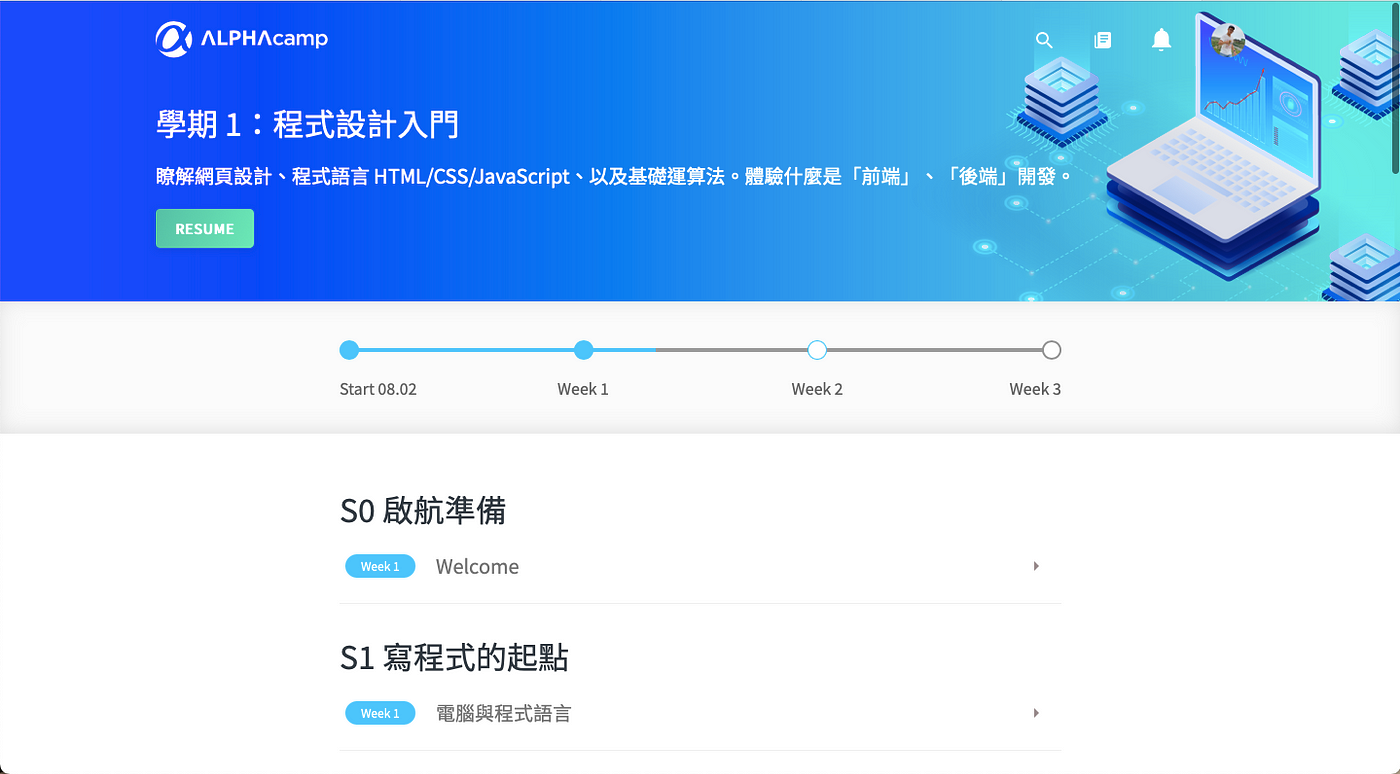 ALPHAcamp
學期 1：程式設計入門
瞭解網頁設計、程式語言 HTML/CSS/JavaScript、以及基礎運算法。體驗什麼是「前端」、「後端」開發。
RESUME
Start 08.02
Week 1
Week 2
Week 3
S0 啟航準備
Week 1 Welcome
S1 寫程式的起點
Week 1 電腦與程式語言